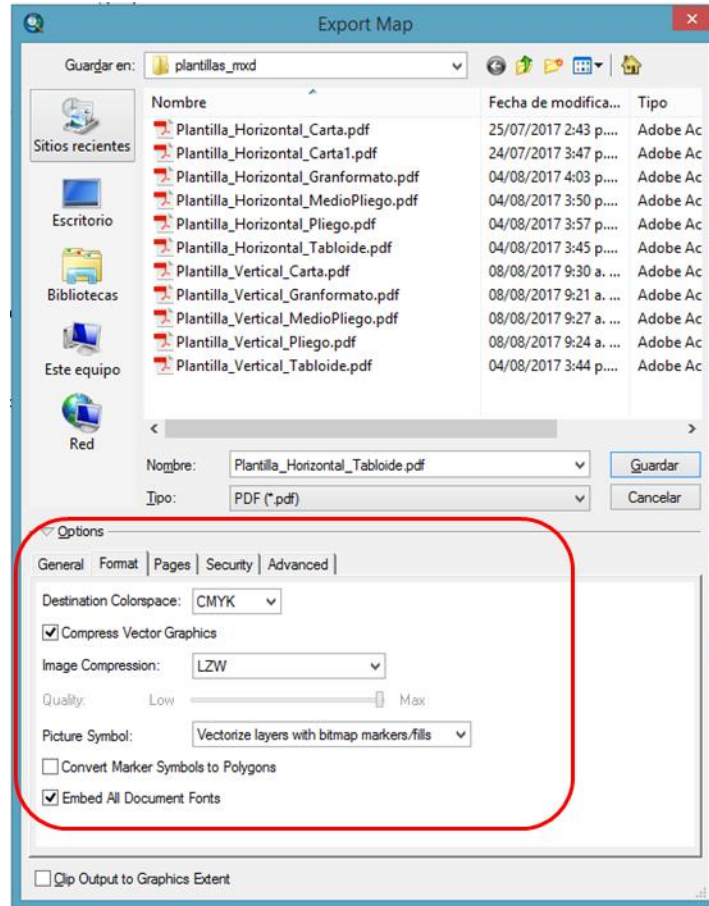 Export Map
Guardar en: plantillas_mxd
Nombre Fecha de modifica... Tipo
Plantilla_Horizontal_Carta.pdf 25/07/2017 2:43 p.... Adobe Ac
Plantilla_Horizontal_Carta1.pdf 24/07/2017 3:47 p.... Adobe Ac
Plantilla_Horizontal_Granformato.pdf 04/08/2017 4:03 p.... Adobe Ac
Plantilla_Horizontal_MedioPliego.pdf 04/08/2017 3:50 p.... Adobe Ac
Plantilla_Horizontal_Pliego.pdf 04/08/2017 3:57 p.... Adobe Ac
Plantilla_Horizontal_Tabloide.pdf 04/08/2017 3:45 p.... Adobe Ac
Plantilla_Vertical_Carta.pdf 08/08/2017 9:30 a. ... Adobe Ac
Plantilla_Vertical_Granformato.pdf 08/08/2017 9:21 a. ... Adobe Ac
Plantilla_Vertical_MedioPliego.pdf 08/08/2017 9:27 a. ... Adobe Ac
Plantilla_Vertical_Pliego.pdf 08/08/2017 9:24 a. ... Adobe Ac
Plantilla_Vertical_Tabloide.pdf 04/08/2017 3:44 p.... Adobe Ac
Sitios recientes
Escritorio
Bibliotecas
Este equipo
Red
Nombre: Plantilla_Horizontal_Tabloide.pdf Guardar
Tipo: PDF (*.pdf) Cancelar
Options
General Format Pages Security Advanced
Destination Colorspace: CMYK
Compress Vector Graphics
Image Compression: LZW
Quality: Low Max
Picture Symbol: Vectorize layers with bitmap markers/fills
Convert Marker Symbols to Polygons
Embed All Document Fonts
Clip Output to Graphics Extent